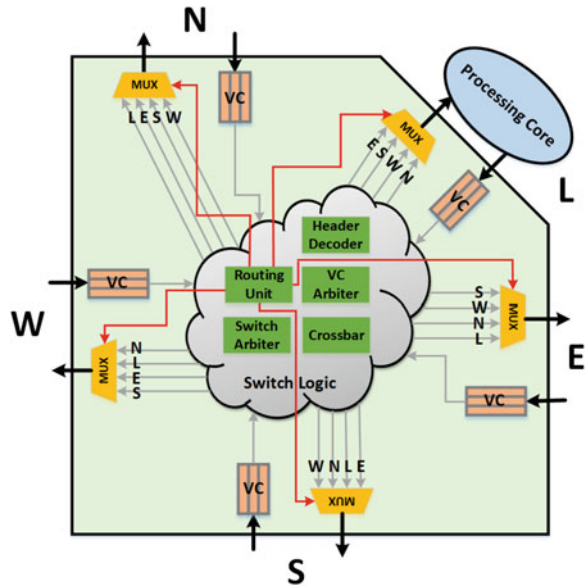 N
MUX
L E S W
VC
MUX
E S W N
Processing Core
VC
L
Header Decoder
Routing Unit
VC Arbiter
Switch Arbiter
Crossbar
Switch Logic
VC
W
MUX
N
L
E
S
S
W
N
L
MUX
E
VC
W N L E
VC
MUX
S